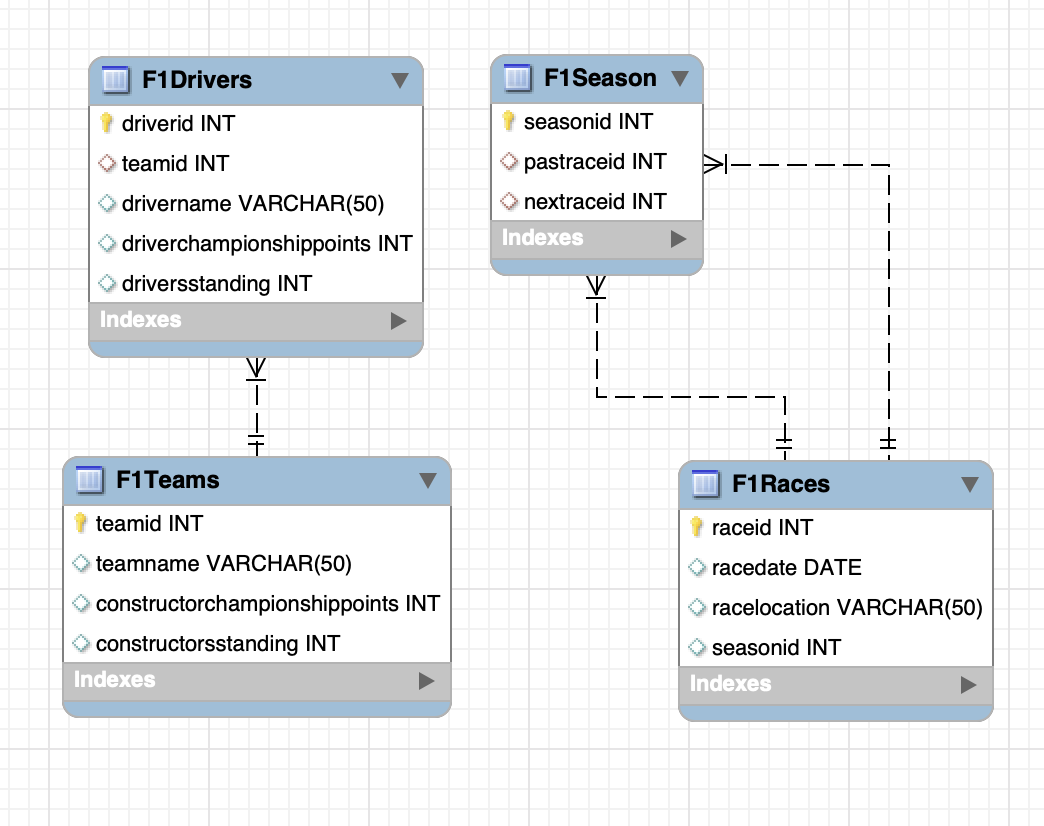 F1Drivers
driverid INT
teamid INT
drivername VARCHAR(50)
driverchampionshippoints INT
driversstanding INT
Indexes
F1Season
seasonid INT
pastraceid INT
nextraceid INT
Indexes
F1Teams
teamid INT
teamname VARCHAR(50)
constructorchampionshippoints INT
constructorsstanding INT
Indexes
F1Races
raceid INT
racedate DATE
racelocation VARCHAR(50)
seasonid INT
Indexes